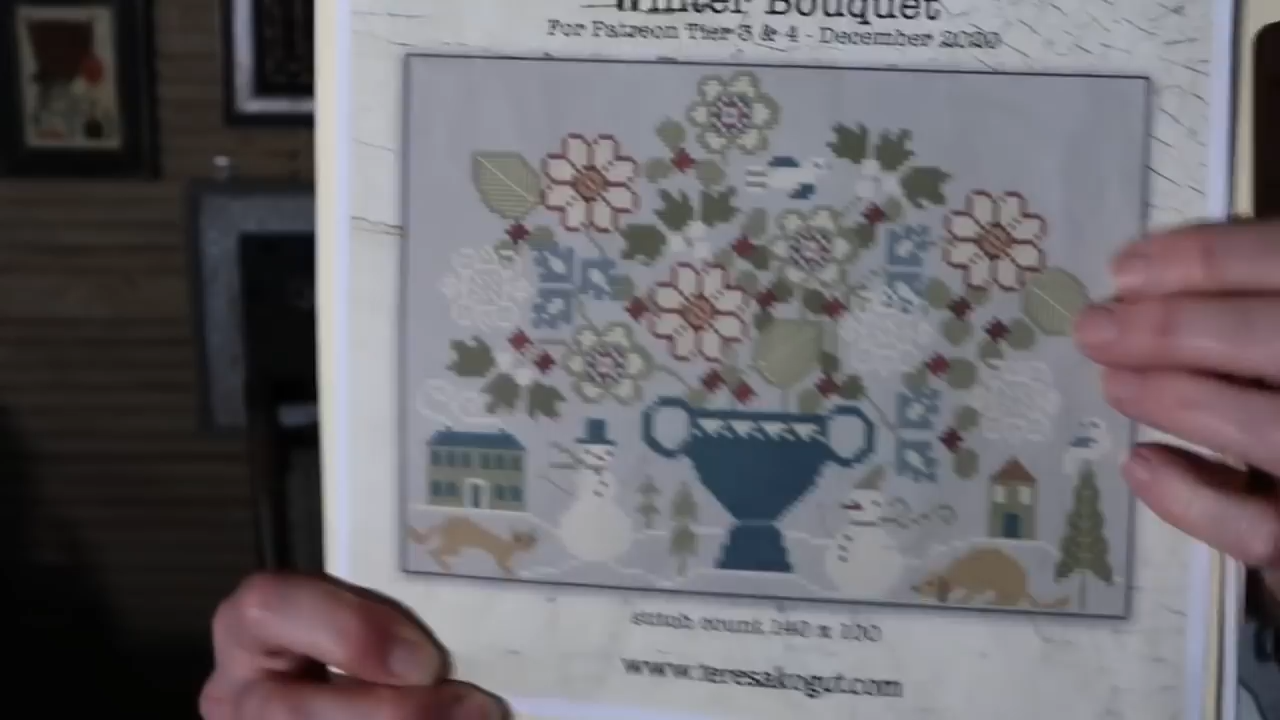 Winter Bouquet
For Patreon Tier 3 & 4 - December 2020
stitch count 140 x 100
www.teresakogut.com